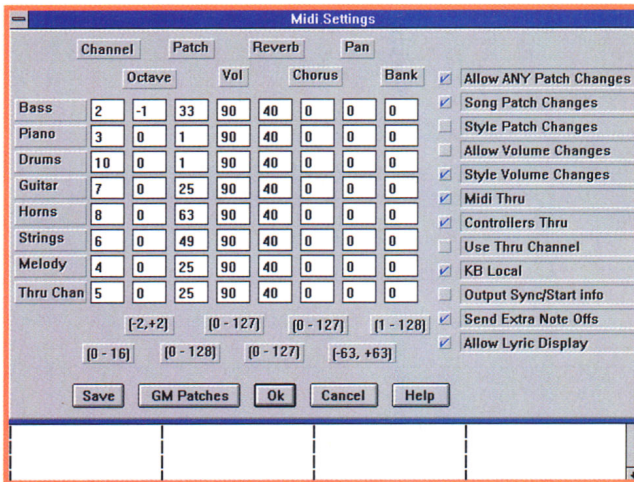 Midi Settings
Channel Patch Reverb Pan
Octave Vol Chorus Bank
Bass 2 -1 33 90 40 0 0 0
Piano 3 0 1 90 40 0 0 0
Drums 10 0 1 90 40 0 0 0
Guitar 7 0 25 90 40 0 0 0
Horns 8 0 63 90 40 0 0 0
Strings 6 0 49 90 40 0 0 0
Melody 4 0 25 90 40 0 0 0
Thru Chan 5 0 25 90 40 0 0 0
(-2,+2) (0 - 127) (0 - 127) (1 - 128)
(0 - 16) (0 - 128) (0 - 127) (-63, +63)
Allow ANY Patch Changes
Song Patch Changes
Style Patch Changes
Allow Volume Changes
Style Volume Changes
Midi Thru
Controllers Thru
Use Thru Channel
KB Local
Output Sync/Start info
Send Extra Note Offs
Allow Lyric Display
Save GM Patches Ok Cancel Help